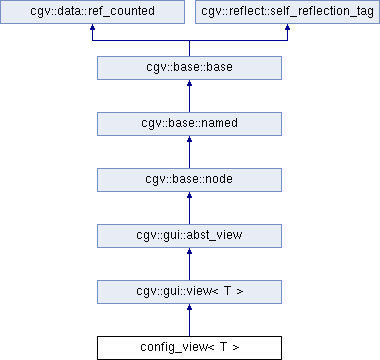 cgv::data::ref_counted
cgv::reflect::self_reflection_tag
cgv::base::base
cgv::base::named
cgv::base::node
cgv::gui::abst_view
cgv::gui::view< T >
config_view< T >